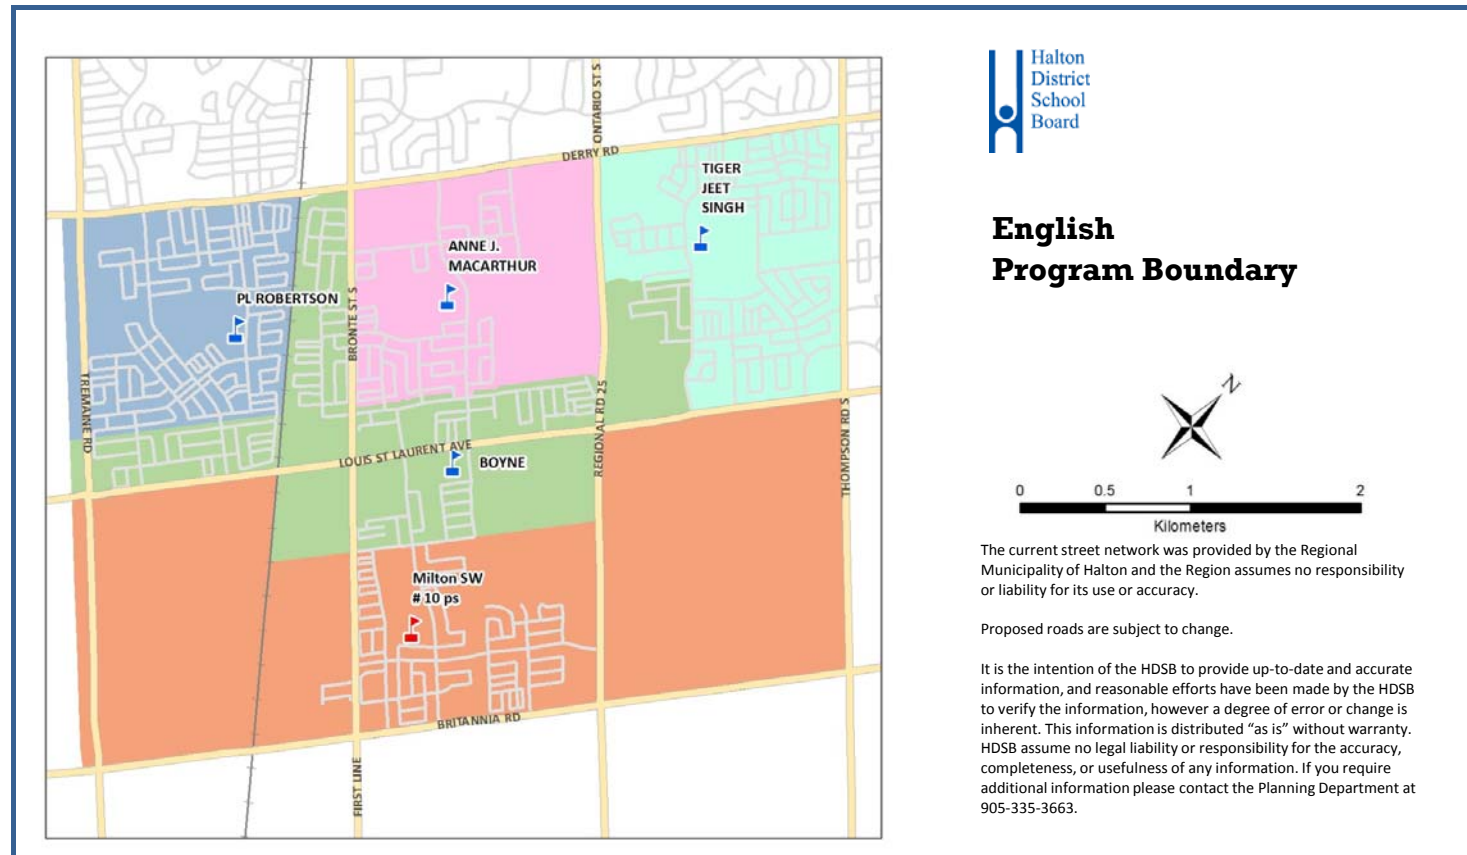 ONTARIO ST S
DERRY RD
TIGER
JEET
SINGH
ANNE J.
MACARTHUR
PL ROBERTSON
BRONTE ST S
TREMAINE RD
REGIONAL RD 25
THOMPSON RD S
LOUIS ST LAURENT AVE
BOYNE
Milton SW
# 10 ps
BRITANNIA RD
FIRST LINE
Halton
District
School
Board
English
Program Boundary
N
0 0.5 1 2
Kilometers
The current street network was provided by the Regional
Municipality of Halton and the Region assumes no responsibility
or liability for its use or accuracy.
Proposed roads are subject to change.
It is the intention of the HDSB to provide up-to-date and accurate
information, and reasonable efforts have been made by the HDSB
to verify the information, however a degree of error or change is
inherent. This information is distributed “as is” without warranty.
HDSB assume no legal liability or responsibility for the accuracy,
completeness, or usefulness of any information. If you require
additional information please contact the Planning Department at
905-335-3663.